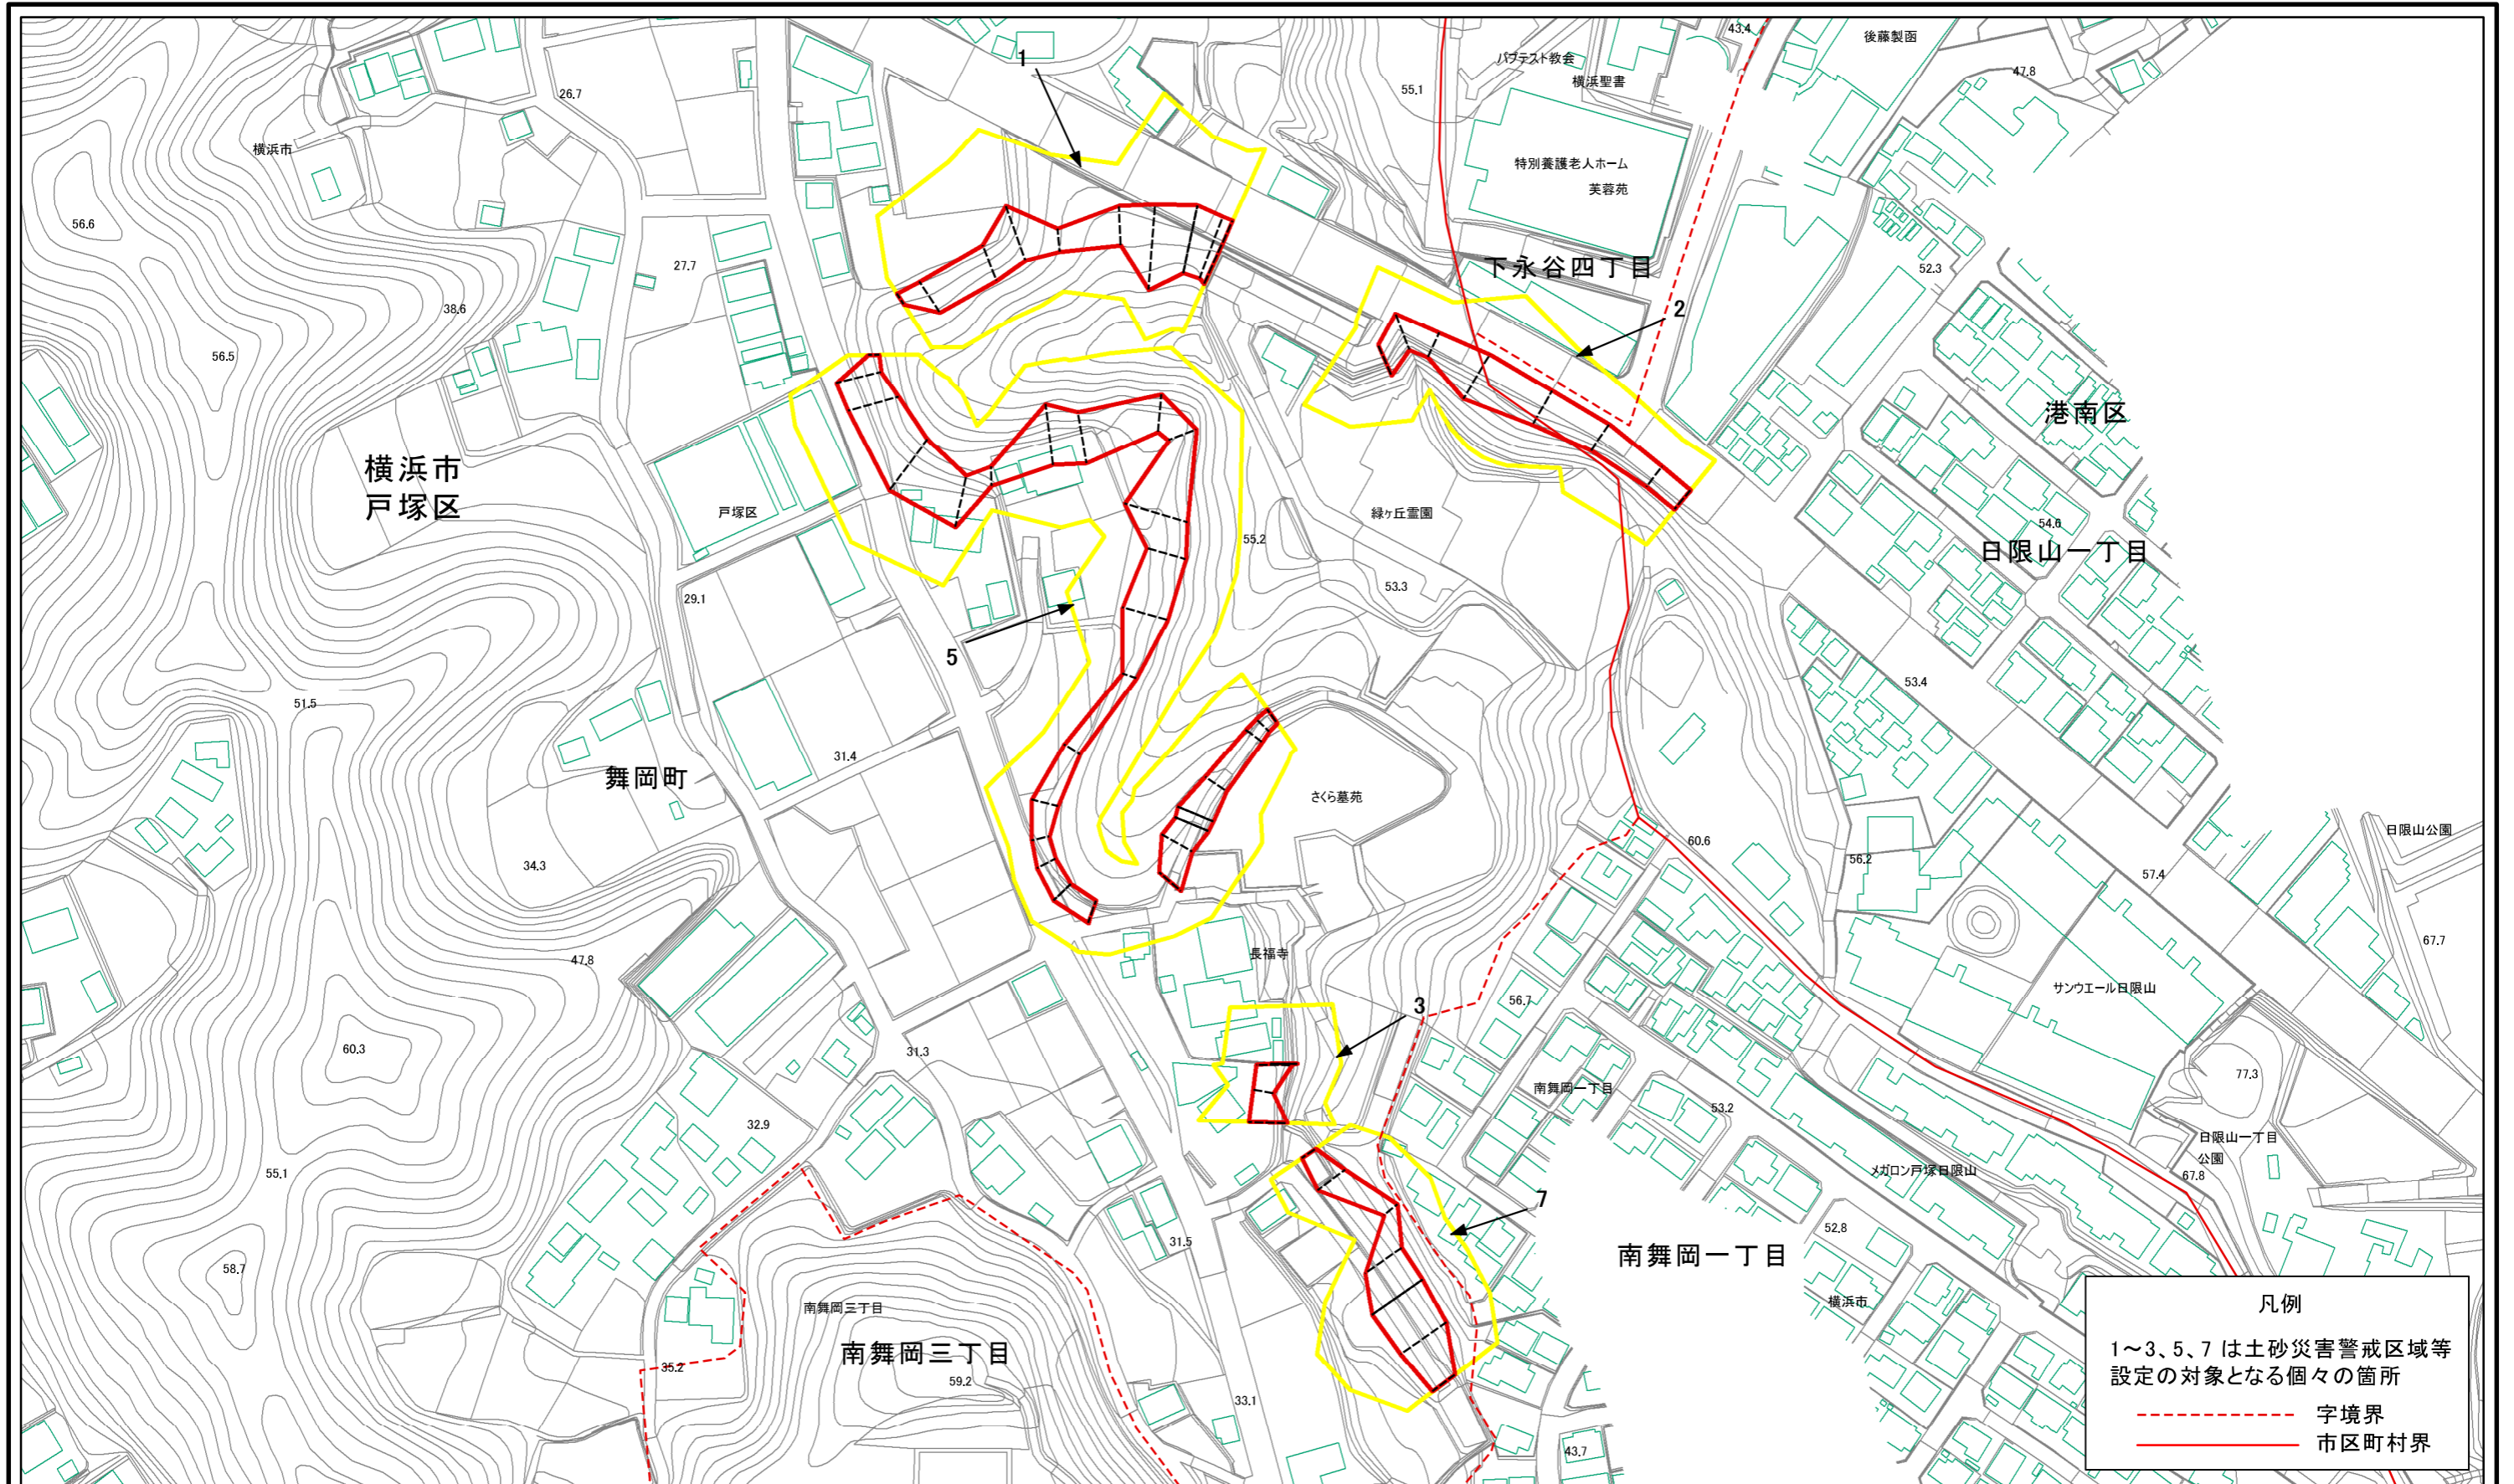 1
43.4
後藤製函
バプテスト教会
横浜聖書
47.8
26.7
55.1
横浜市
特別養護老人ホーム
芙蓉苑
56.6
27.7
下永谷四丁目
52.3
38.6
2
56.5
港南区
横浜市
戸塚区
戸塚区
緑ヶ丘霊園
54.6
55.2
日限山一丁目
53.3
29.1
5
53.4
51.5
31.4
舞岡町
さくら墓苑
日限山公園
60.6
56.2
34.3
57.4
67.7
長福寺
47.8
サンウエール日限山
56.7
3
60.3
31.3
77.3
南舞岡一丁目
53.2
32.9
日限山一丁目
公園
55.1
メガロン戸塚日限山
67.8
7
52.8
31.5
南舞岡一丁目
58.7
横浜市
南舞岡三丁目
南舞岡三丁目
35.2
59.2
33.1
43.7
凡例
1～3、5、7 は土砂災害警戒区域等
設定の対象となる個々の箇所
字境界
市区町村界